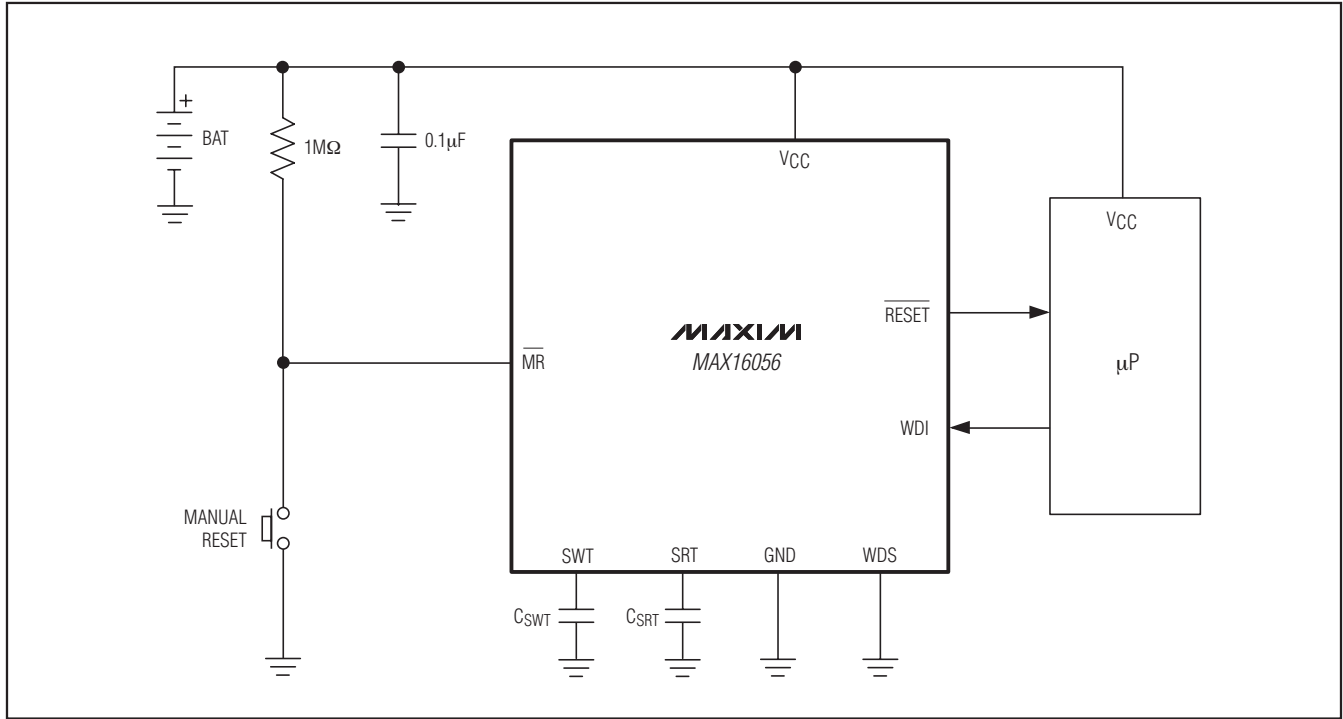 +
BAT
1MΩ
0.1μF
VCC
VCC
RESET
MAXIM
MAX16056
MR
μP
WDI
MANUAL
RESET
SWT
SRT
GND
WDS
CSWT
CSRT